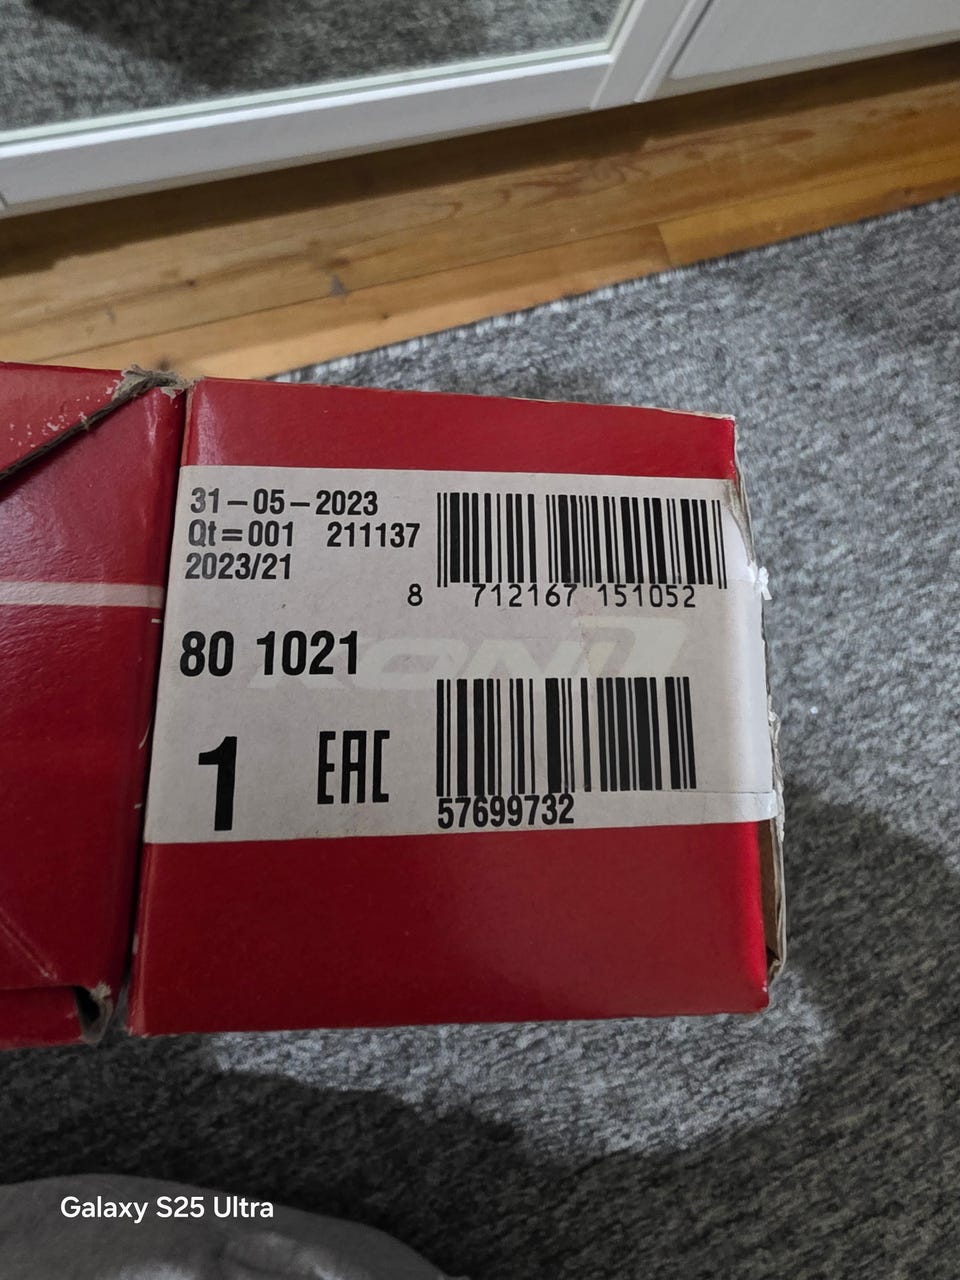 31-05-2023
Qt=001 211137
2023/21
8 712167 151052
80 1021
KONI
1
EAC
57699732
Galaxy S25 Ultra